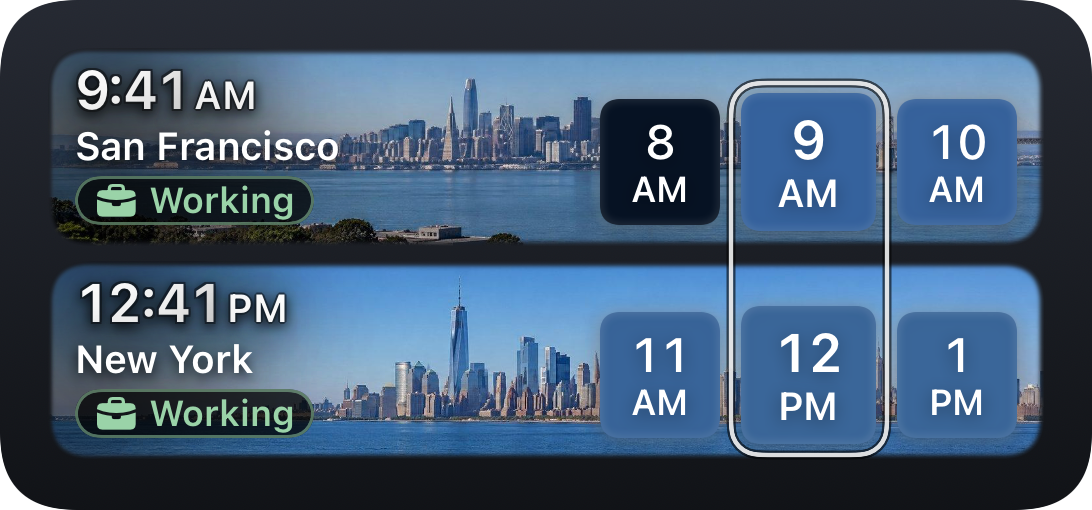 9:41 AM
San Francisco
Working
8 AM
9 AM
10 AM
12:41 PM
New York
Working
11 AM
12 PM
1 PM